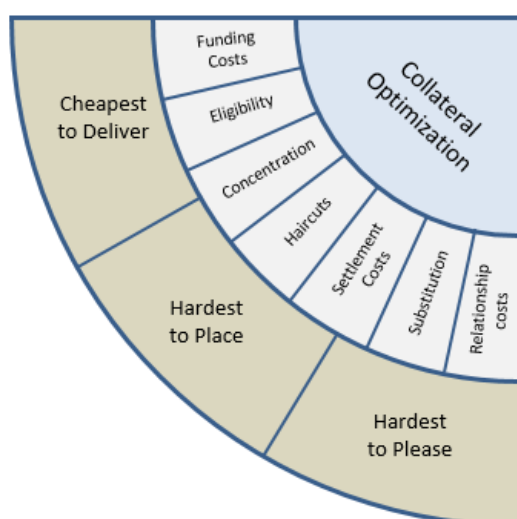 Collateral
Optimization
Funding
Costs
Eligibility
Concentration
Haircuts
Settlement
Costs
Substitution
Relationship
costs
Cheapest
to Deliver
Hardest
to Place
Hardest
to Please